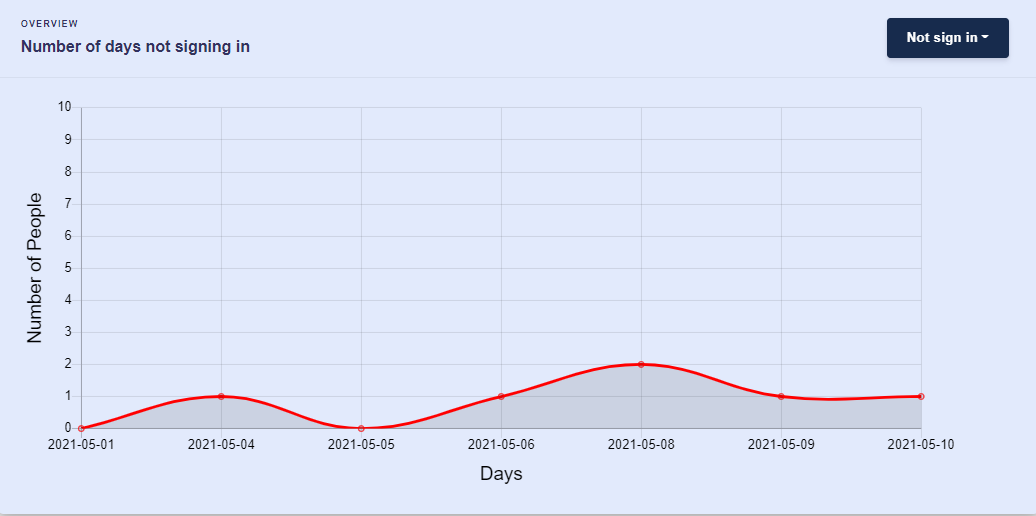 OVERVIEW
Number of days not signing in
Not sign in
10
9
8
7
6
5
4
3
2
1
0
Number of People
2021-05-01 2021-05-04 2021-05-05 2021-05-06 2021-05-08 2021-05-09 2021-05-10
Days